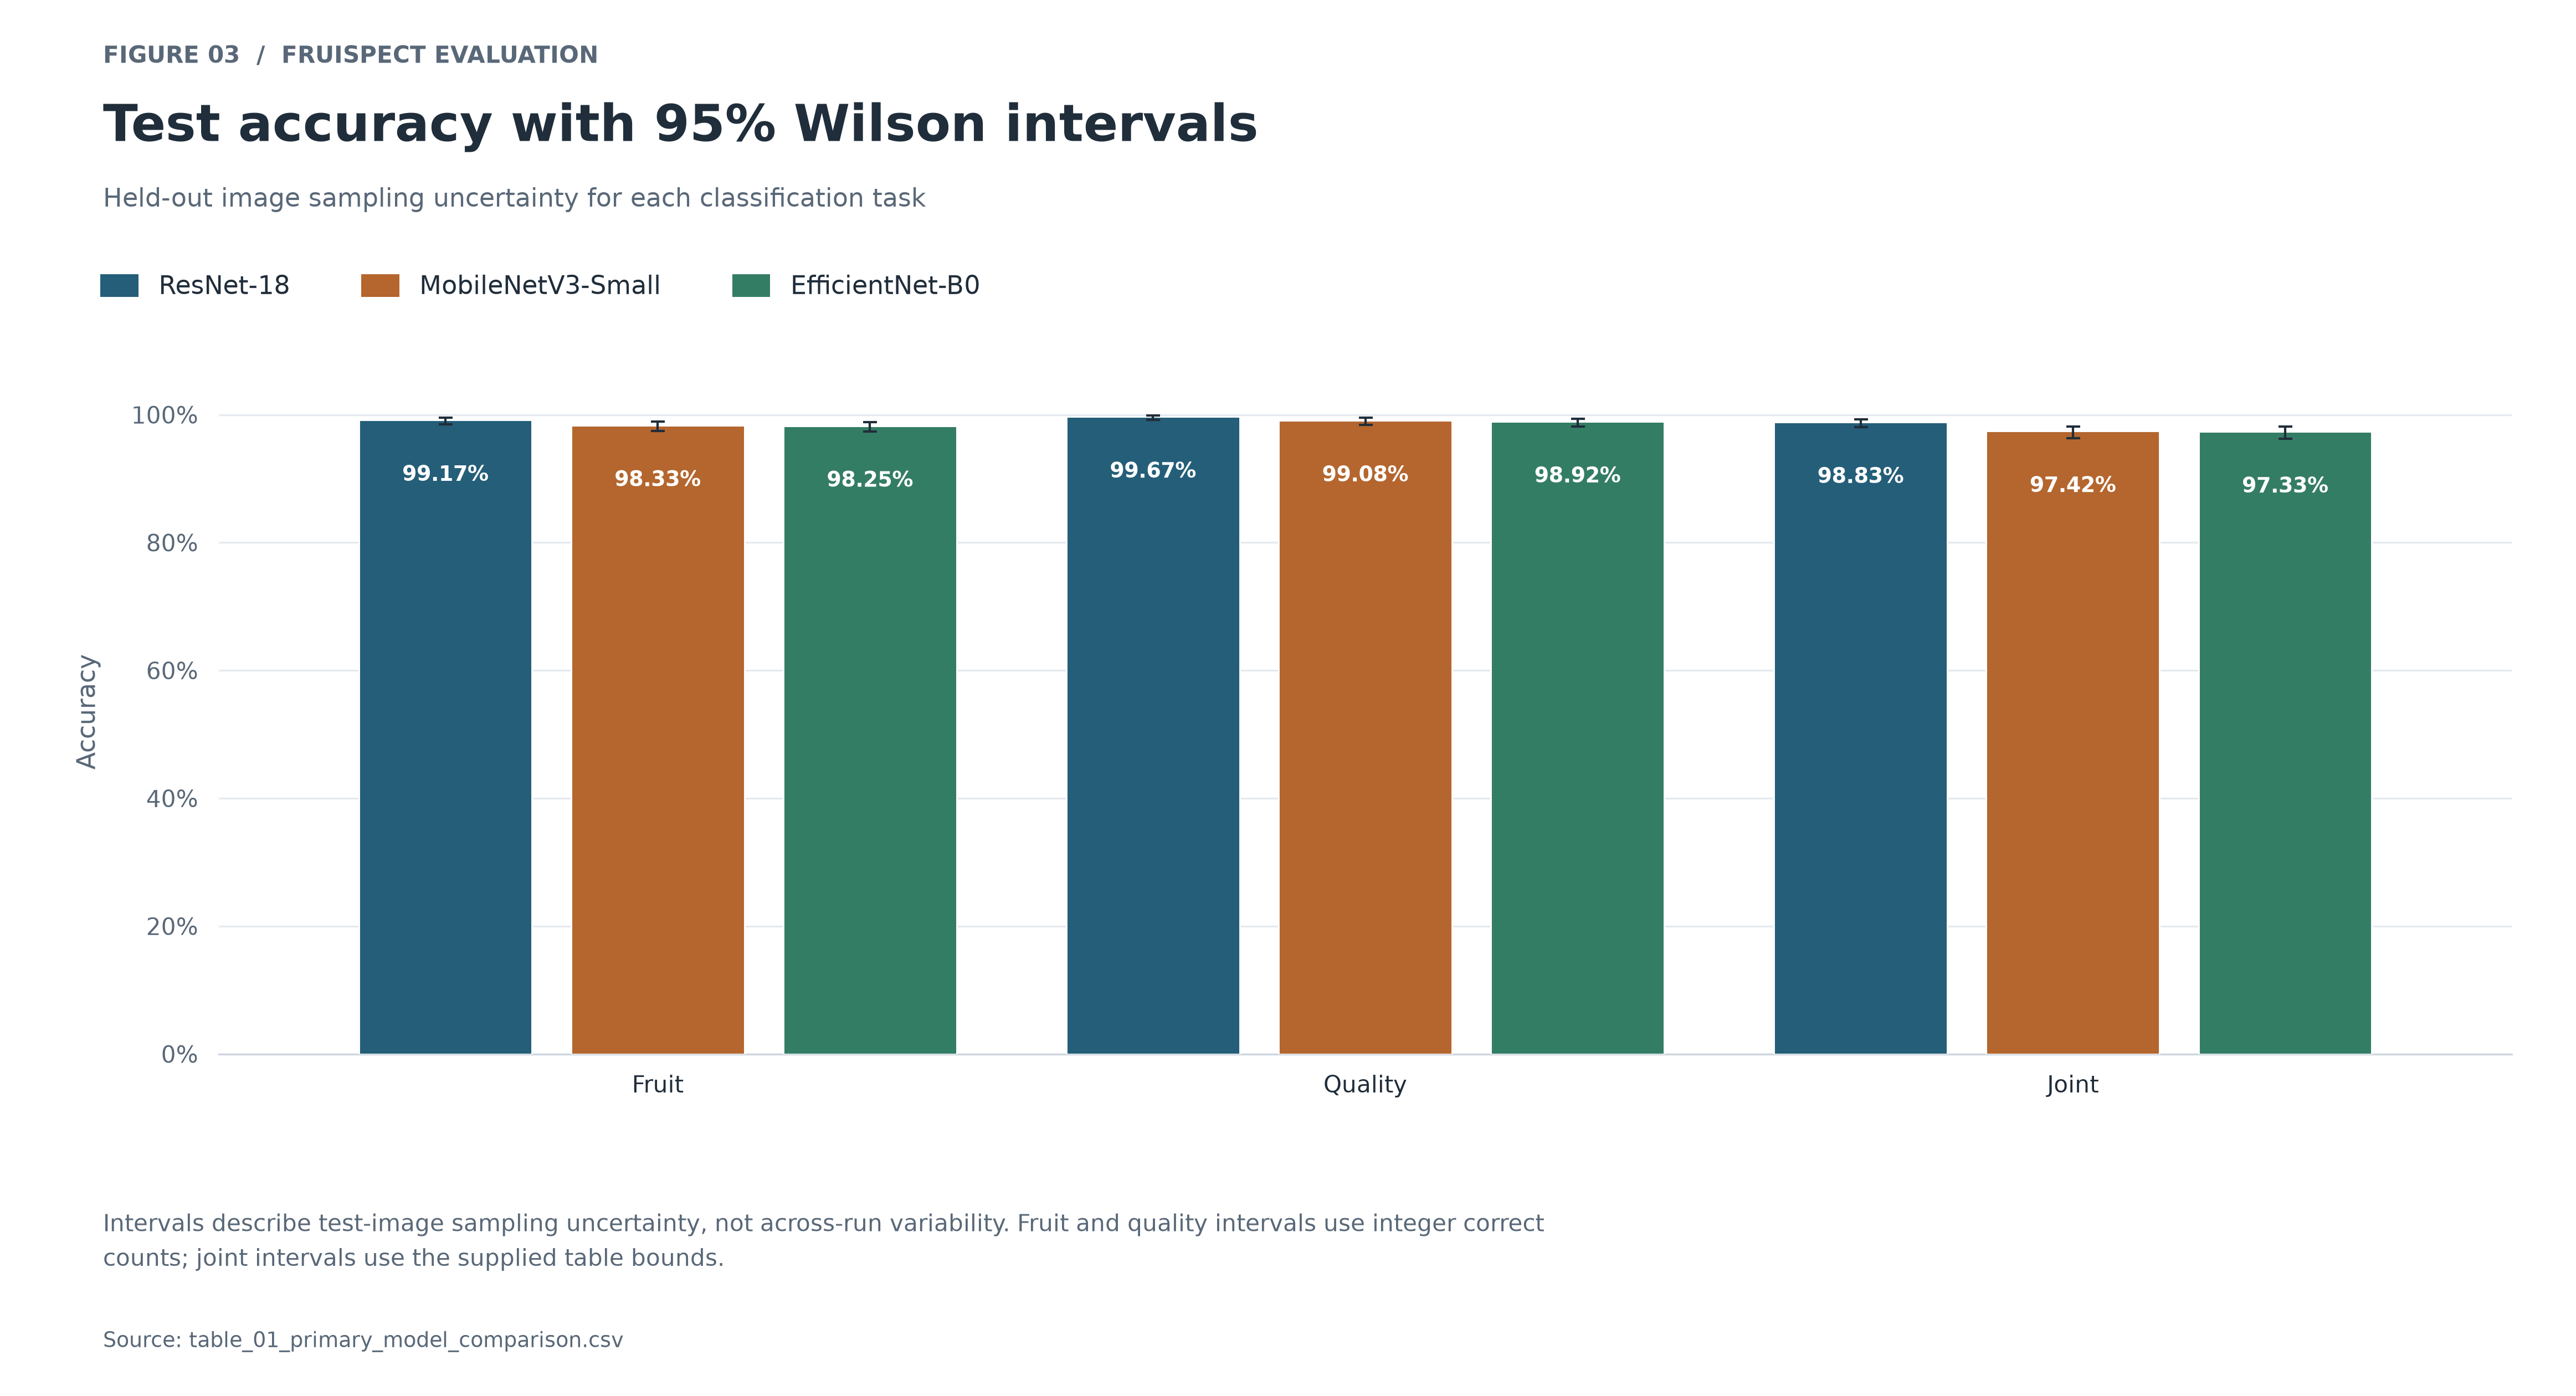 FIGURE 03 / FRUISPECT EVALUATION
Test accuracy with 95% Wilson intervals
Held-out image sampling uncertainty for each classification task
ResNet-18 MobileNetV3-Small EfficientNet-B0
100%
80%
60%
40%
20%
0%
Accuracy
99.17% 98.33% 98.25% 99.67% 99.08% 98.92% 98.83% 97.42% 97.33%
Fruit Quality Joint
Intervals describe test-image sampling uncertainty, not across-run variability. Fruit and quality intervals use integer correct
counts; joint intervals use the supplied table bounds.
Source: table_01_primary_model_comparison.csv